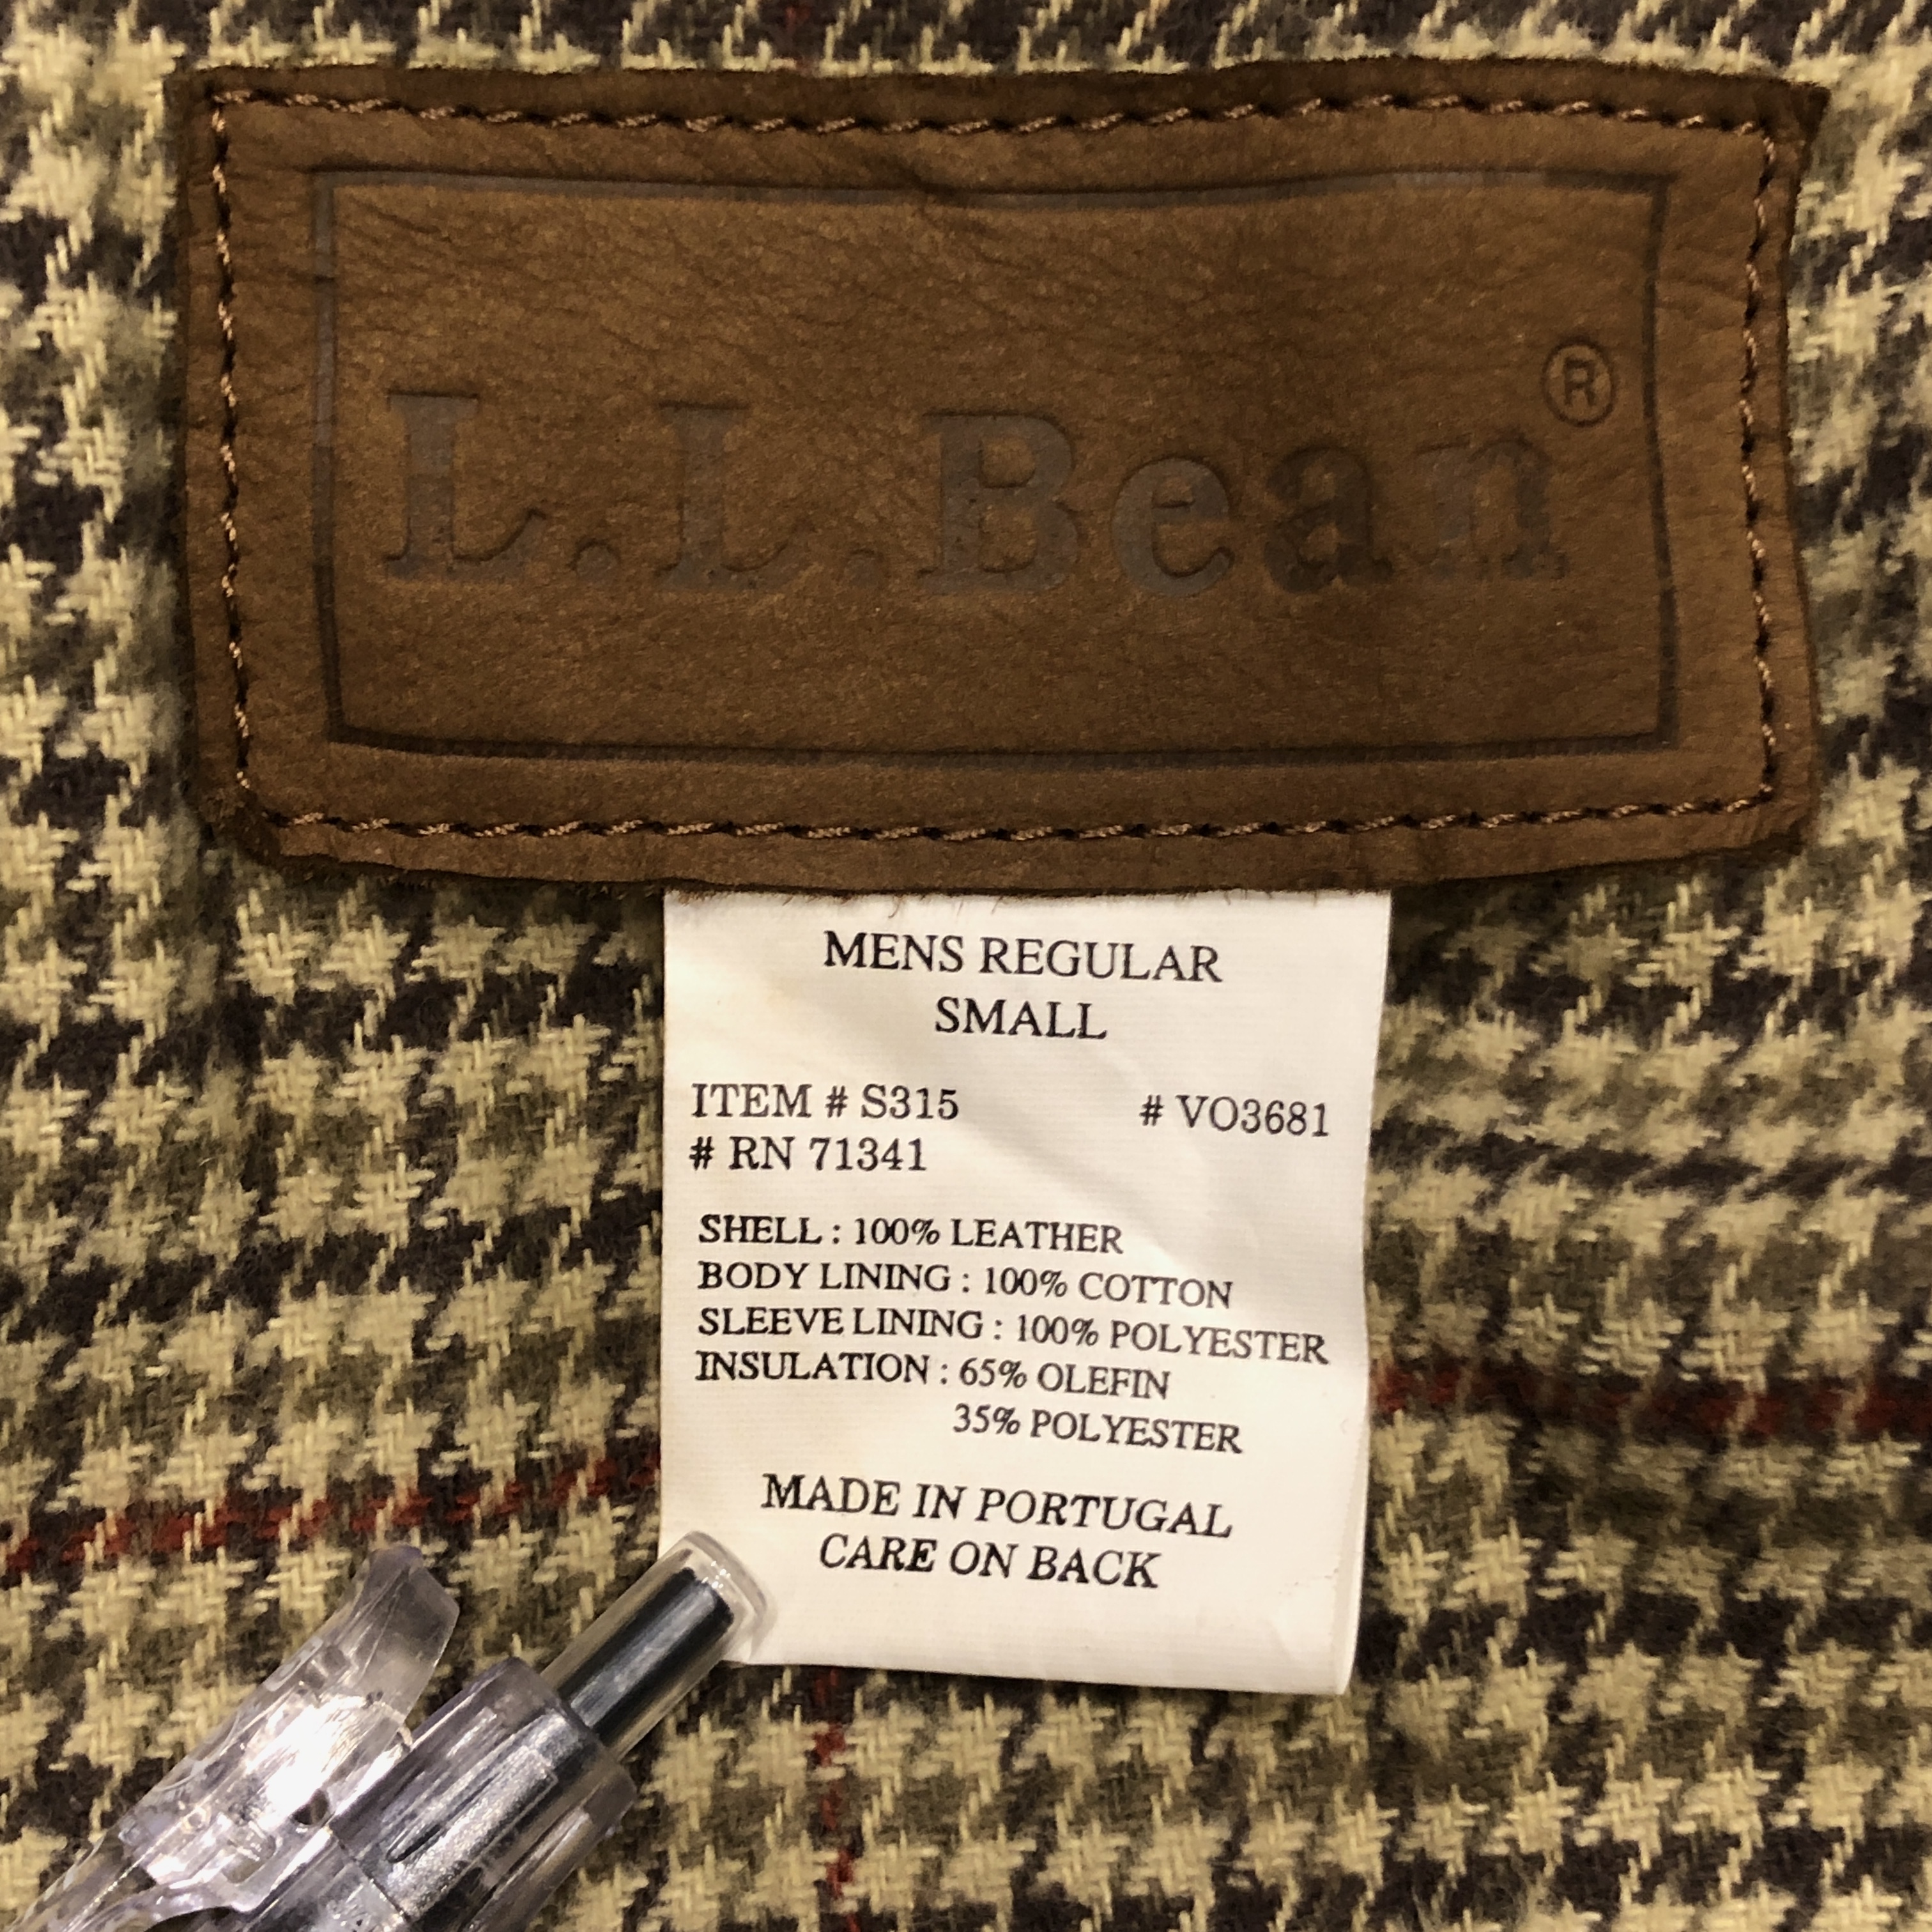 L.L.Bean®
MENS REGULAR
SMALL
ITEM # S315 # VO3681
# RN 71341
SHELL : 100% LEATHER
BODY LINING : 100% COTTON
SLEEVE LINING : 100% POLYESTER
INSULATION : 65% OLEFIN
35% POLYESTER
MADE IN PORTUGAL
CARE ON BACK